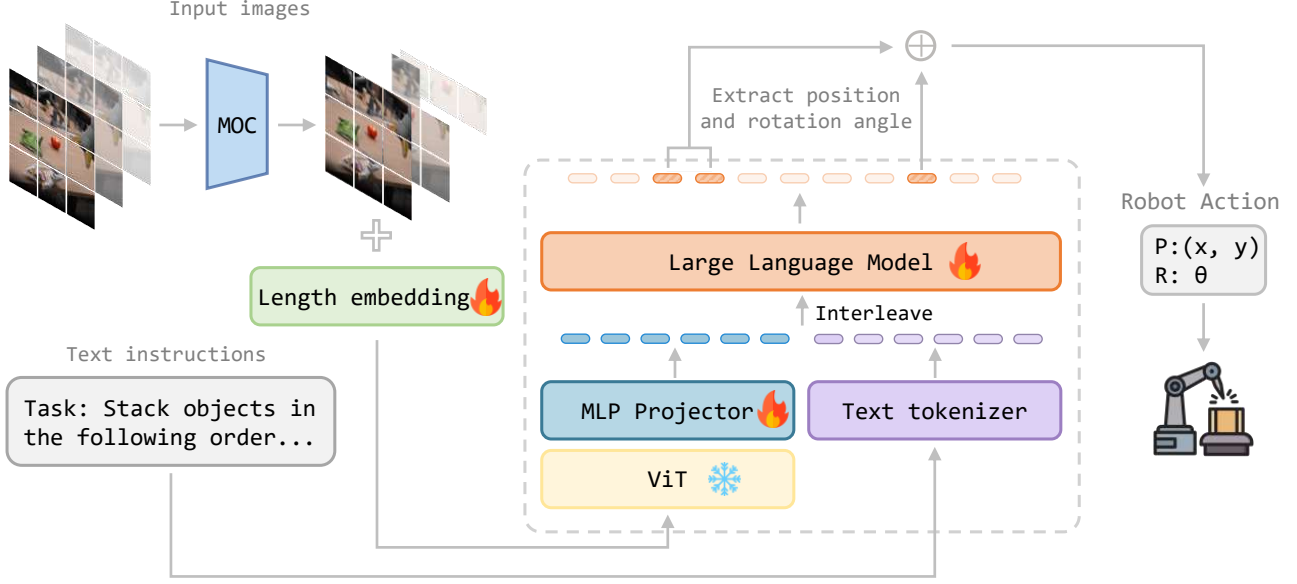 Input images
MOC
Length embedding
Text instructions
Task: Stack objects in
the following order...
Extract position
and rotation angle
Large Language Model
Interleave
MLP Projector
Text tokenizer
ViT
Robot Action
P:(x, y)
R: θ